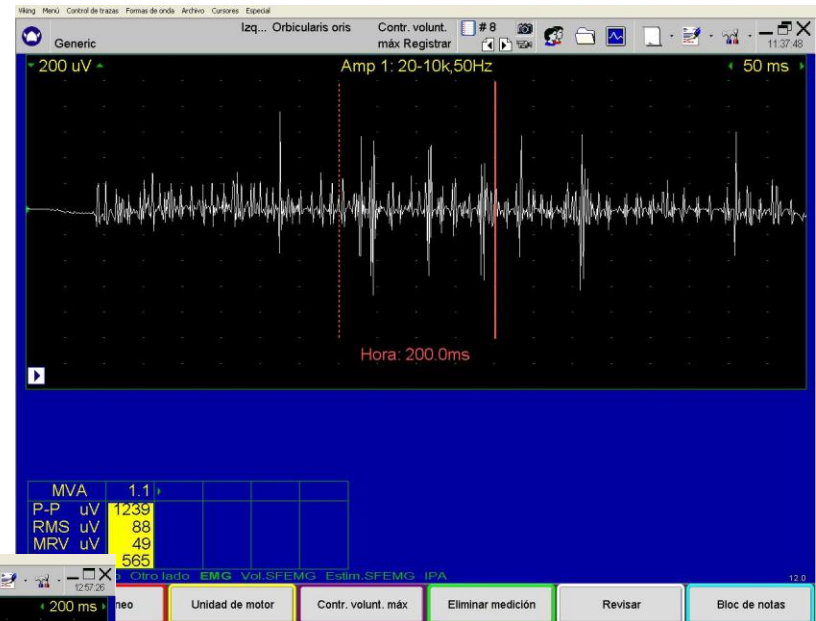 Viking Menú Control de trazas Formas de onda Archivo Cursores Especial
Generic
Izq... Orbicularis oris
Contr. volunt.
máx Registrar
#8
11:37:48
200 uV
Amp 1: 20-10k,50Hz
50 ms
Hora: 200.0ms
MVA 1.1
P-P uV 1239
RMS uV 88
MRV uV 49
565
Otro lado EMG Vol.SFEMG Estim.SFEMG IPA
12.0
12:57:26
200 ms
neo
Unidad de motor
Contr. volunt. máx
Eliminar medición
Revisar
Bloc de notas